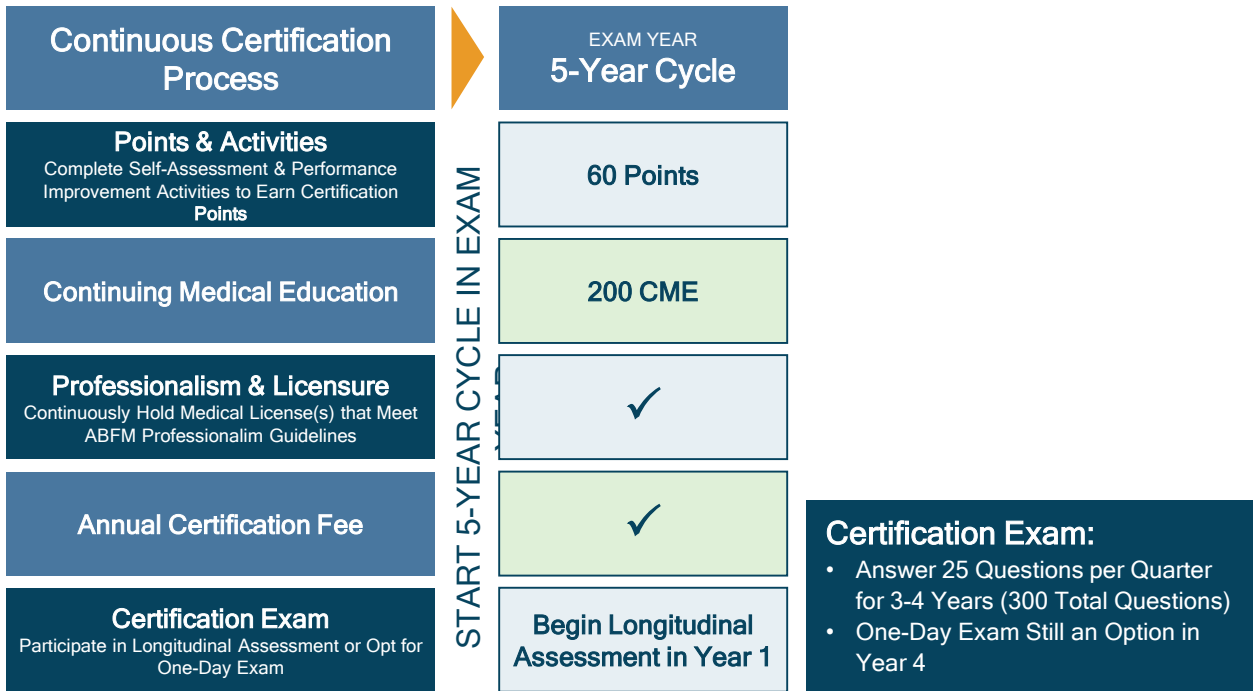 Continuous Certification
Process
EXAM YEAR
5-Year Cycle
Points & Activities
Complete Self-Assessment & Performance
Improvement Activities to Earn Certification
Points
60 Points
Continuing Medical Education
200 CME
Professionalism & Licensure
Continuously Hold Medical License(s) that Meet
ABFM Professionalim Guidelines
✓
Annual Certification Fee
✓
Certification Exam
Participate in Longitudinal Assessment or Opt for
One-Day Exam
Begin Longitudinal
Assessment in Year 1
START 5-YEAR CYCLE IN EXAM
Certification Exam:
• Answer 25 Questions per Quarter
for 3-4 Years (300 Total Questions)
• One-Day Exam Still an Option in
Year 4